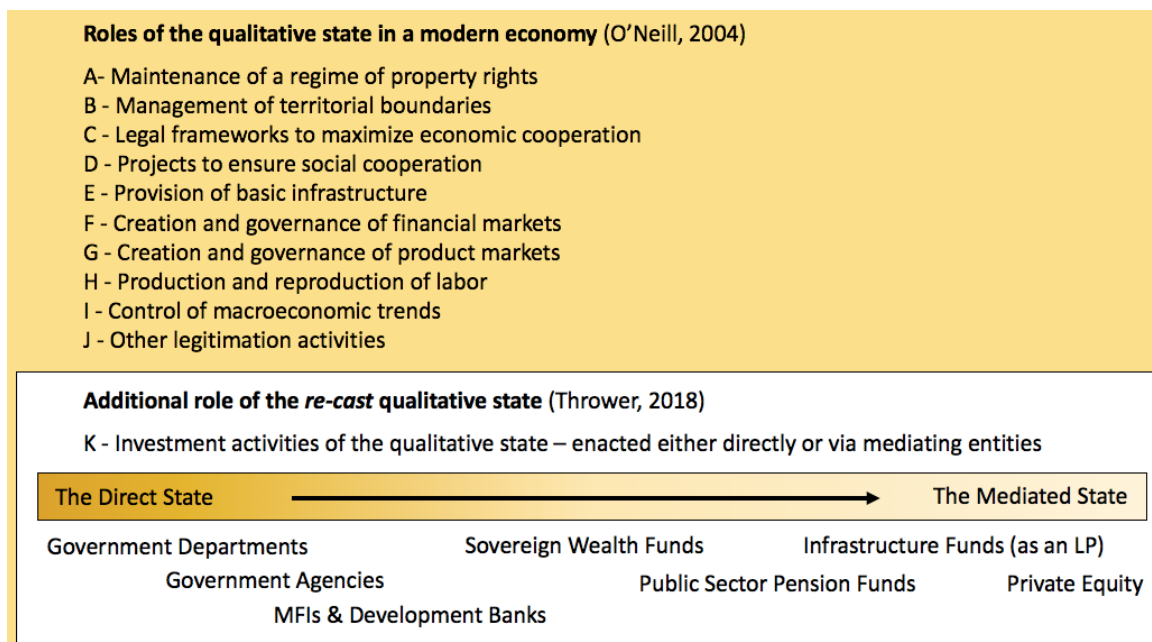 Roles of the qualitative state in a modern economy (O’Neill, 2004)
A- Maintenance of a regime of property rights
B - Management of territorial boundaries
C - Legal frameworks to maximize economic cooperation
D - Projects to ensure social cooperation
E - Provision of basic infrastructure
F - Creation and governance of financial markets
G - Creation and governance of product markets
H - Production and reproduction of labor
I - Control of macroeconomic trends
J - Other legitimation activities
Additional role of the re-cast qualitative state (Thrower, 2018)
K - Investment activities of the qualitative state – enacted either directly or via mediating entities
The Direct State The Mediated State
Government Departments Sovereign Wealth Funds Infrastructure Funds (as an LP)
Government Agencies Public Sector Pension Funds Private Equity
MFIs & Development Banks